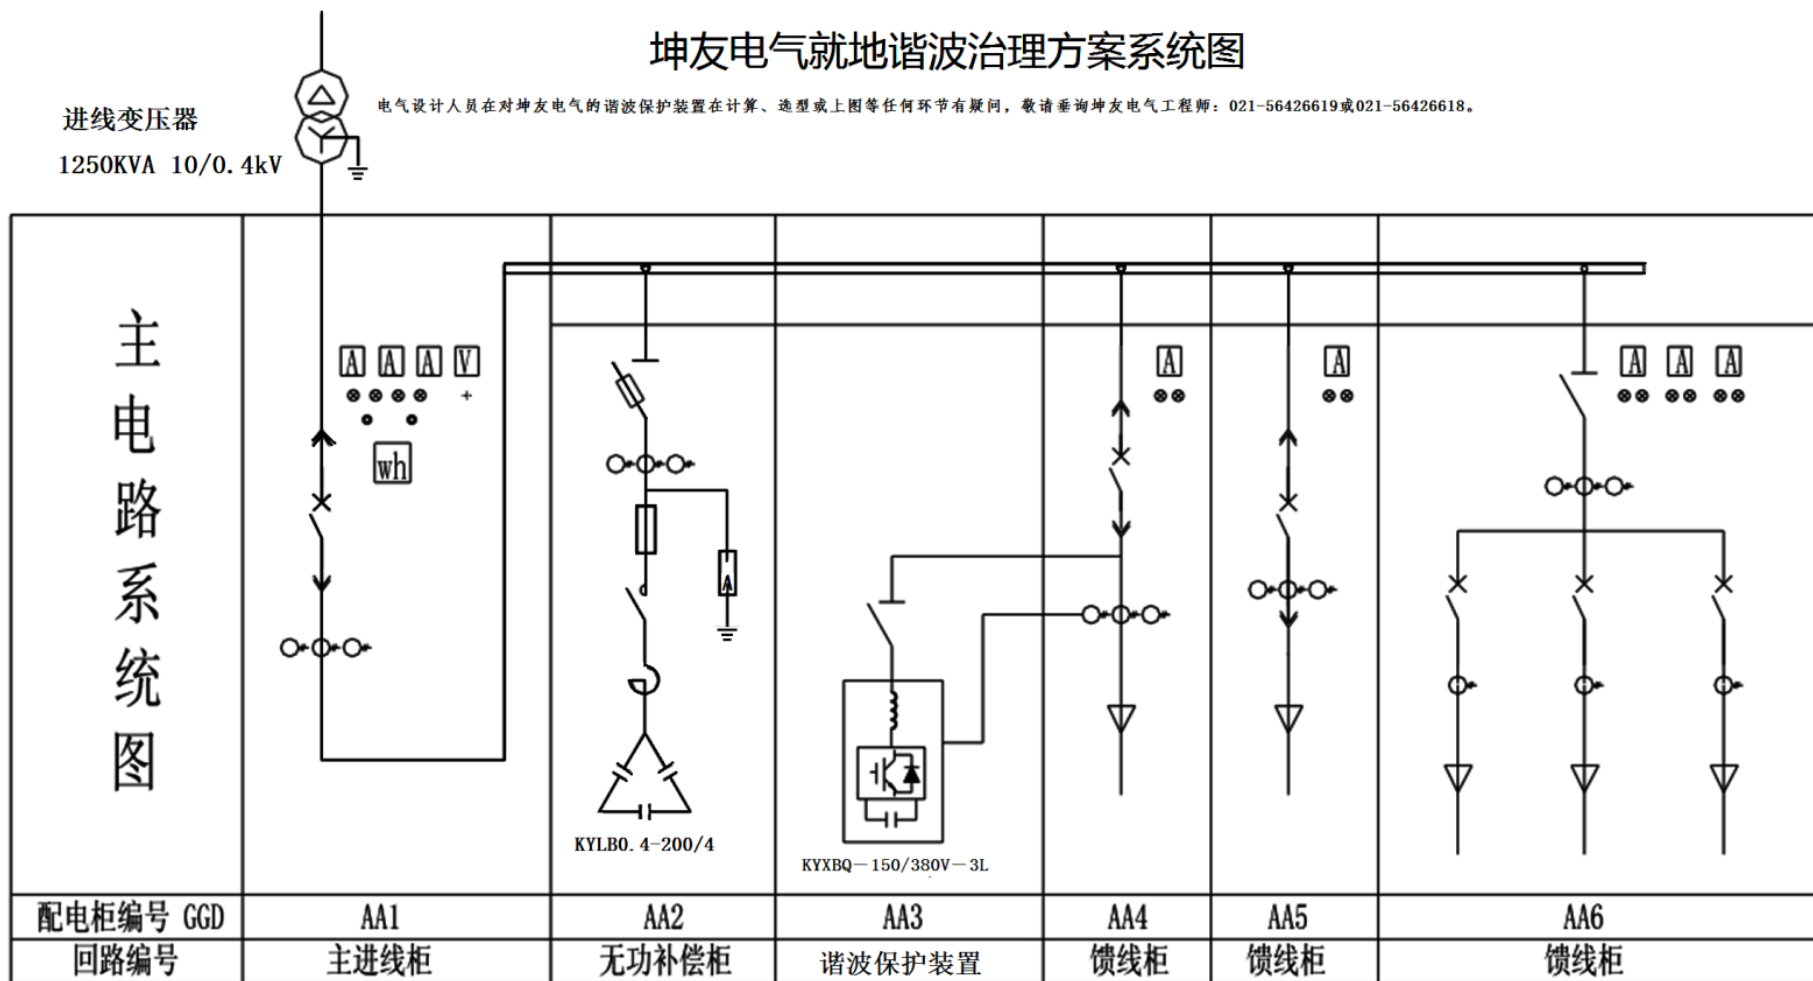 坤友电气就地谐波治理方案系统图
电气设计人员在对坤友电气的谐波保护装置在计算、选型或上图等任何环节有疑问，敬请垂询坤友电气工程师：021-56426619或021-56426618。
进线变压器
1250KVA 10/0.4kV
主电路系统图
A A A V
wh
A
A
A
A A A
KYLB0.4-200/4
KYXBQ—150/380V—3L
配电柜编号 GGD AA1 AA2 AA3 AA4 AA5 AA6
回路编号 主进线柜 无功补偿柜 谐波保护装置 馈线柜 馈线柜 馈线柜